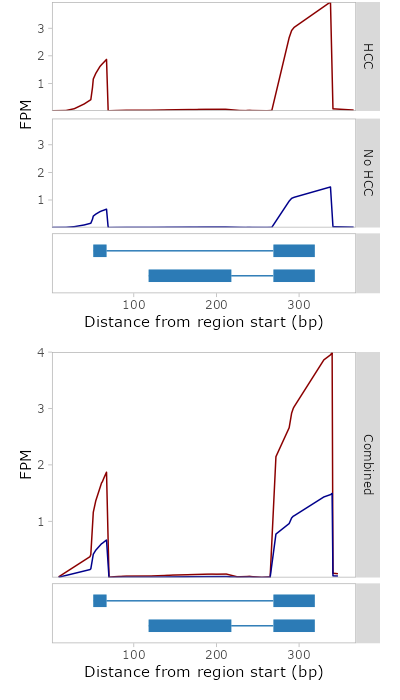 3
2
1
HCC
FPM
3
2
1
No HCC
100 200 300
Distance from region start (bp)
4
3
2
1
FPM
Combined
100 200 300
Distance from region start (bp)